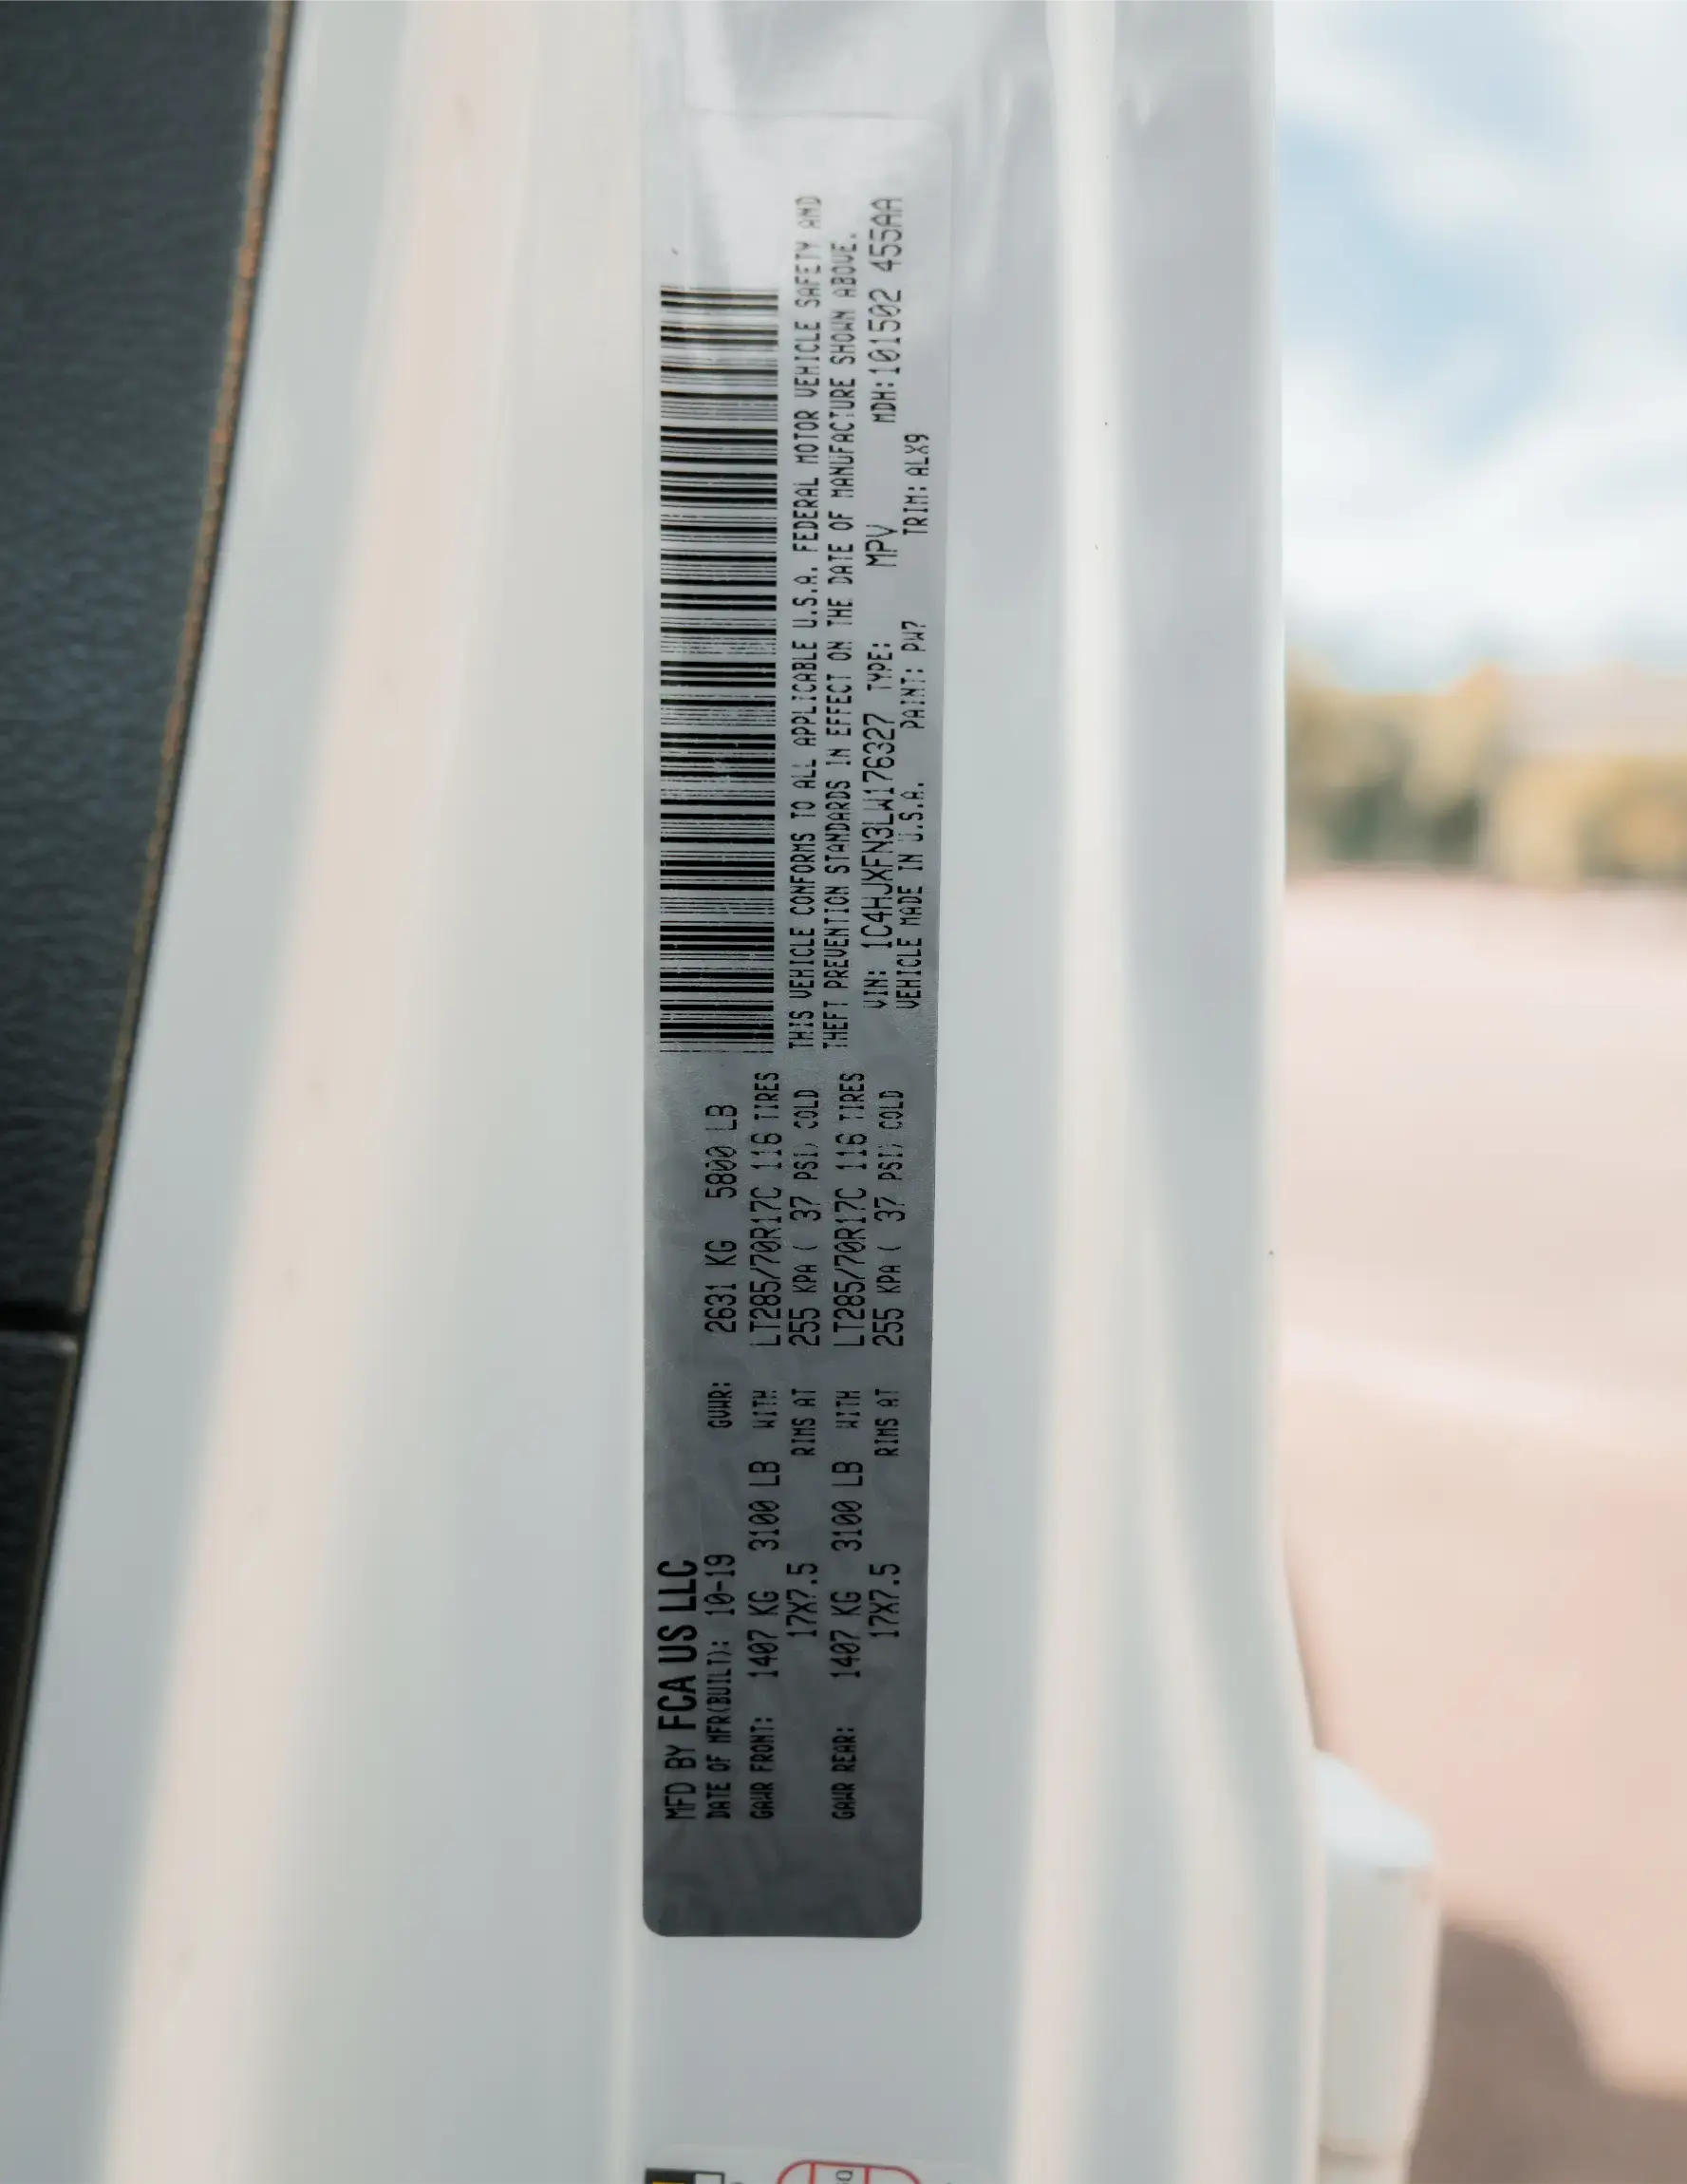 MFD BY FCA US LLC
DATE OF MFR(BUILT): 10-19 GVWR: 2631 KG 5800 LB
GAWR FRONT: 1407 KG 3100 LB WITH LT285/70R17C 116 TIRES
17X7.5 RIMS AT 255 KPA ( 37 PSI) COLD
GAWR REAR: 1407 KG 3100 LB WITH LT285/70R17C 116 TIRES
17X7.5 RIMS AT 255 KPA ( 37 PSI) COLD
THIS VEHICLE CONFORMS TO ALL APPLICABLE U.S.A. FEDERAL MOTOR VEHICLE SAFETY AND
THEFT PREVENTION STANDARDS IN EFFECT ON THE DATE OF MANUFACTURE SHOWN ABOVE.
VIN: 1C4HJXFN3LW176327 TYPE: MPV MDH:101502 455AA
VEHICLE MADE IN U.S.A. PAINT: PW7 TRIM: ALX9